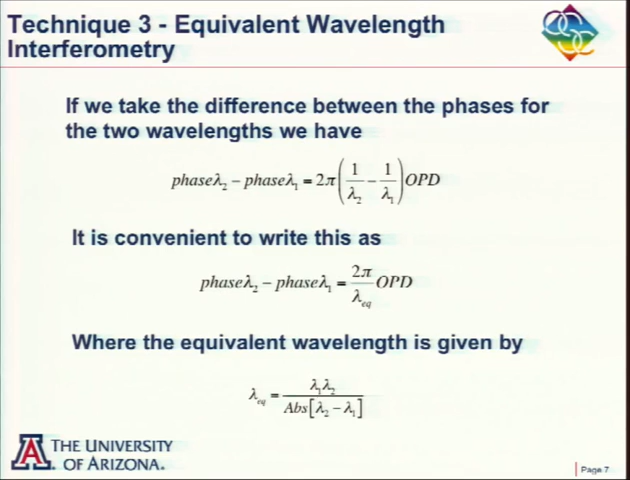 Technique 3 - Equivalent Wavelength
Interferometry
If we take the difference between the phases for
the two wavelengths we have
phaseλ₂ − phaseλ₁ = 2π(1/λ₂ − 1/λ₁)OPD
It is convenient to write this as
phaseλ₂ − phaseλ₁ = 2π/λeq OPD
Where the equivalent wavelength is given by
λeq = λ₁λ₂/Abs[λ₂ − λ₁]
THE UNIVERSITY
OF ARIZONA.
Page 7